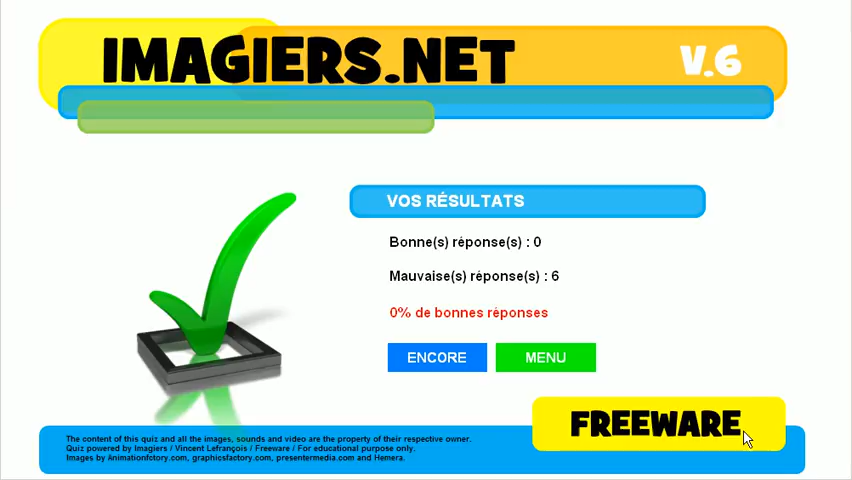 IMAGIERS.NET
V.6
VOS RÉSULTATS
Bonne(s) réponse(s) : 0
Mauvaise(s) réponse(s) : 6
0% de bonnes réponses
ENCORE
MENU
FREEWARE
The content of this quiz and all the images, sounds and video are the property of their respective owner.
Quiz powered by Imagiers / Vincent Lefrançois / Freeware / For educational purpose only.
Images by Animationfctory.com, graphicsfactory.com, presentermedia.com and Hemera.